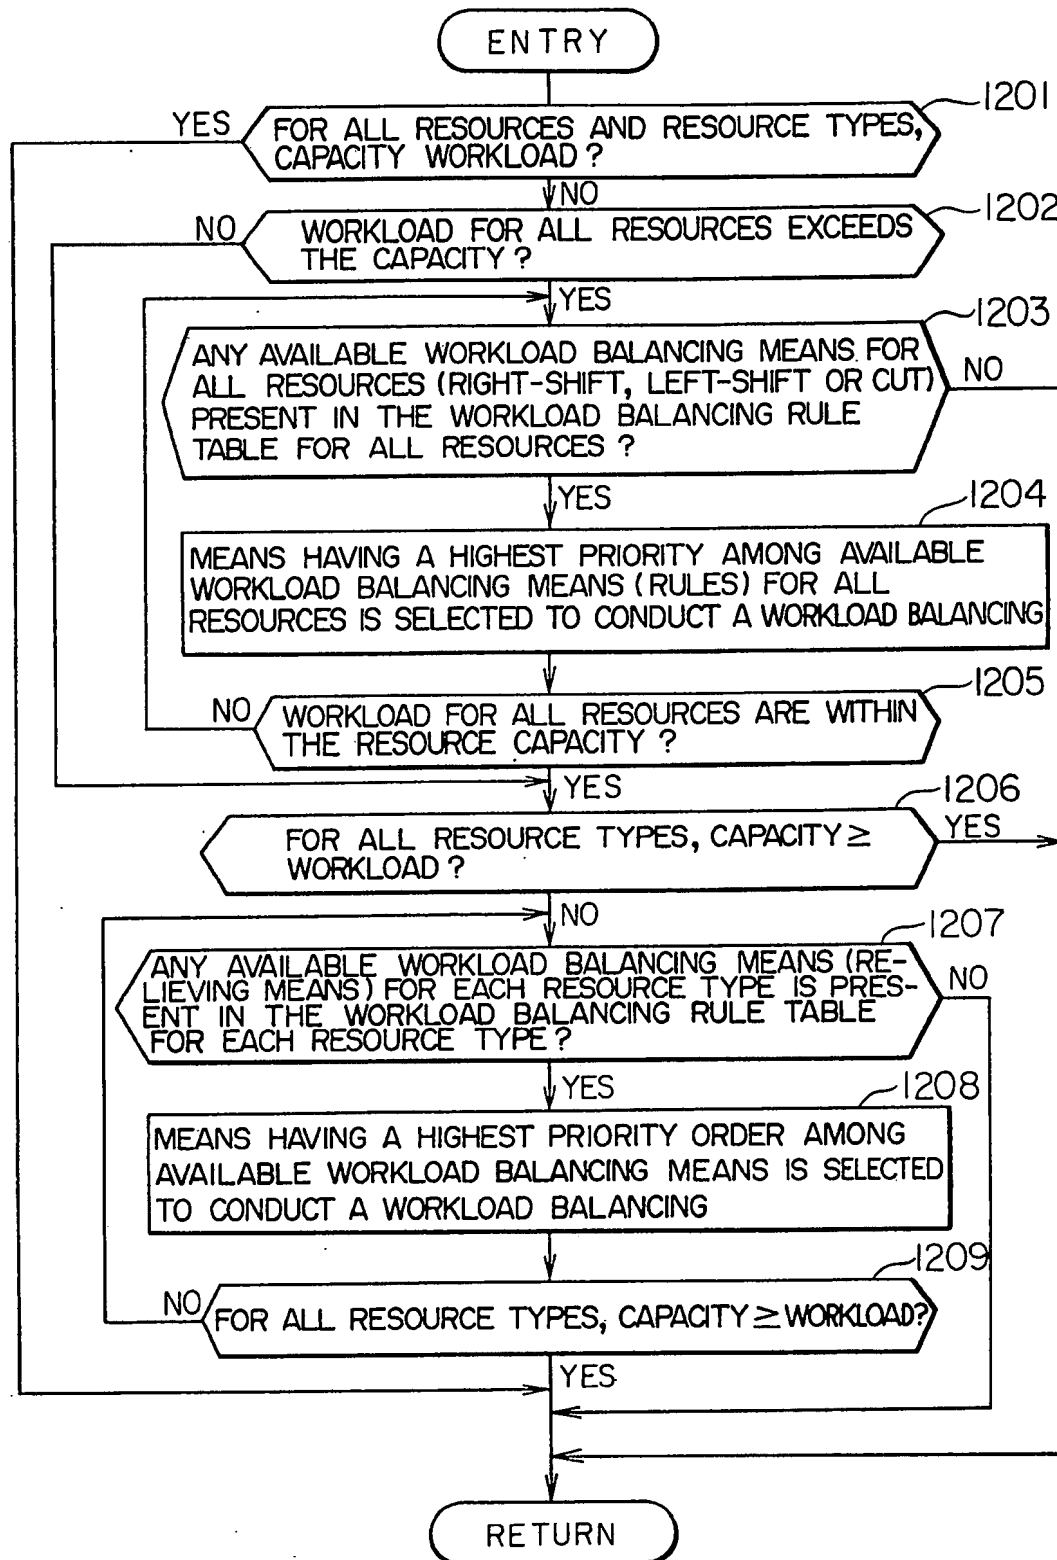 ENTRY
1201
YES
FOR ALL RESOURCES AND RESOURCE TYPES,
CAPACITY WORKLOAD ?
NO
1202
NO
WORKLOAD FOR ALL RESOURCES EXCEEDS
THE CAPACITY ?
YES
1203
ANY AVAILABLE WORKLOAD BALANCING MEANS FOR
ALL RESOURCES (RIGHT-SHIFT, LEFT-SHIFT OR CUT)
PRESENT IN THE WORKLOAD BALANCING RULE
TABLE FOR ALL RESOURCES ?
NO
YES
1204
MEANS HAVING A HIGHEST PRIORITY AMONG AVAILABLE
WORKLOAD BALANCING MEANS (RULES) FOR ALL
RESOURCES IS SELECTED TO CONDUCT A WORKLOAD BALANCING
1205
NO
WORKLOAD FOR ALL RESOURCES ARE WITHIN
THE RESOURCE CAPACITY ?
YES
1206
FOR ALL RESOURCE TYPES, CAPACITY ≥
WORKLOAD ?
YES
NO
1207
ANY AVAILABLE WORKLOAD BALANCING MEANS (RE-
LIEVING MEANS) FOR EACH RESOURCE TYPE IS PRES-
ENT IN THE WORKLOAD BALANCING RULE TABLE
FOR EACH RESOURCE TYPE ?
NO
YES
1208
MEANS HAVING A HIGHEST PRIORITY ORDER AMONG
AVAILABLE WORKLOAD BALANCING MEANS IS SELECTED
TO CONDUCT A WORKLOAD BALANCING
1209
NO
FOR ALL RESOURCE TYPES, CAPACITY ≥ WORKLOAD?
YES
RETURN